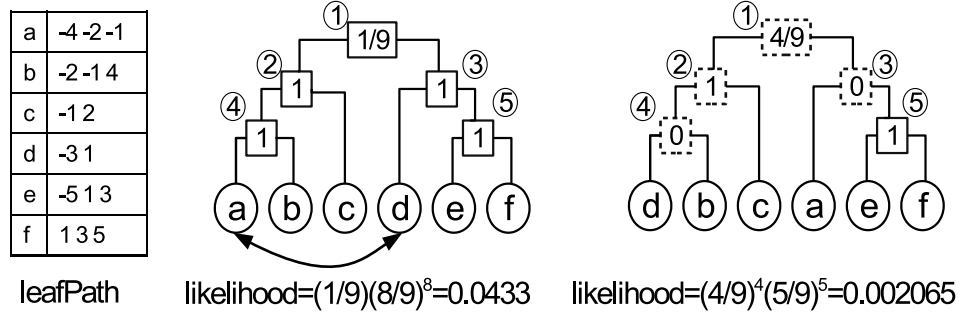 a -4 -2 -1
b -2 -1 4
c -1 2
d -3 1
e -5 1 3
f 1 3 5
leafPath
1
1/9
2
1
3
1
4
1
5
1
a b c d e f
likelihood=(1/9)(8/9)⁸=0.0433
1
4/9
2
1
3
0
4
0
5
1
d b c a e f
likelihood=(4/9)⁴(5/9)⁵=0.002065